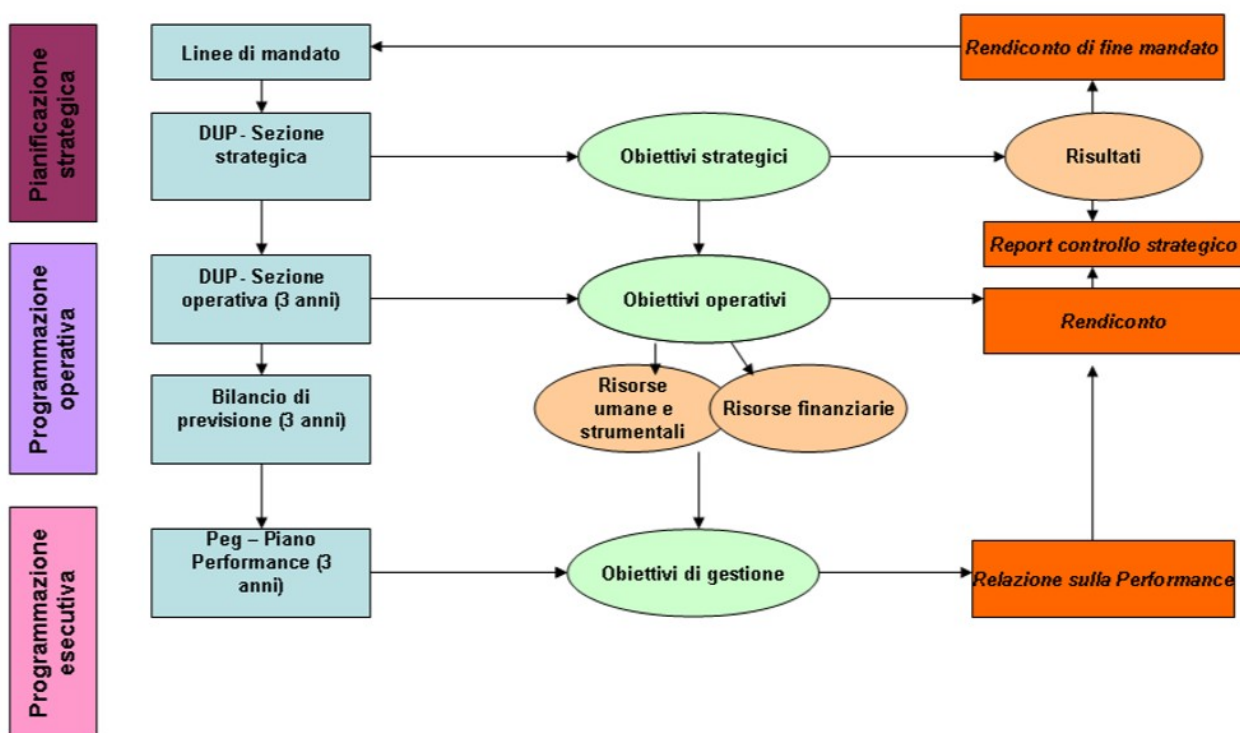 Pianificazione
strategica
Linee di mandato
Rendiconto di fine mandato
DUP - Sezione
strategica
Obiettivi strategici
Risultati
Report controllo strategico
Programmazione
operativa
DUP - Sezione
operativa (3 anni)
Obiettivi operativi
Rendiconto
Bilancio di
previsione (3 anni)
Risorse
umane e
strumentali
Risorse finanziarie
Programmazione
esecutiva
Peg – Piano
Performance (3
anni)
Obiettivi di gestione
Relazione sulla Performance